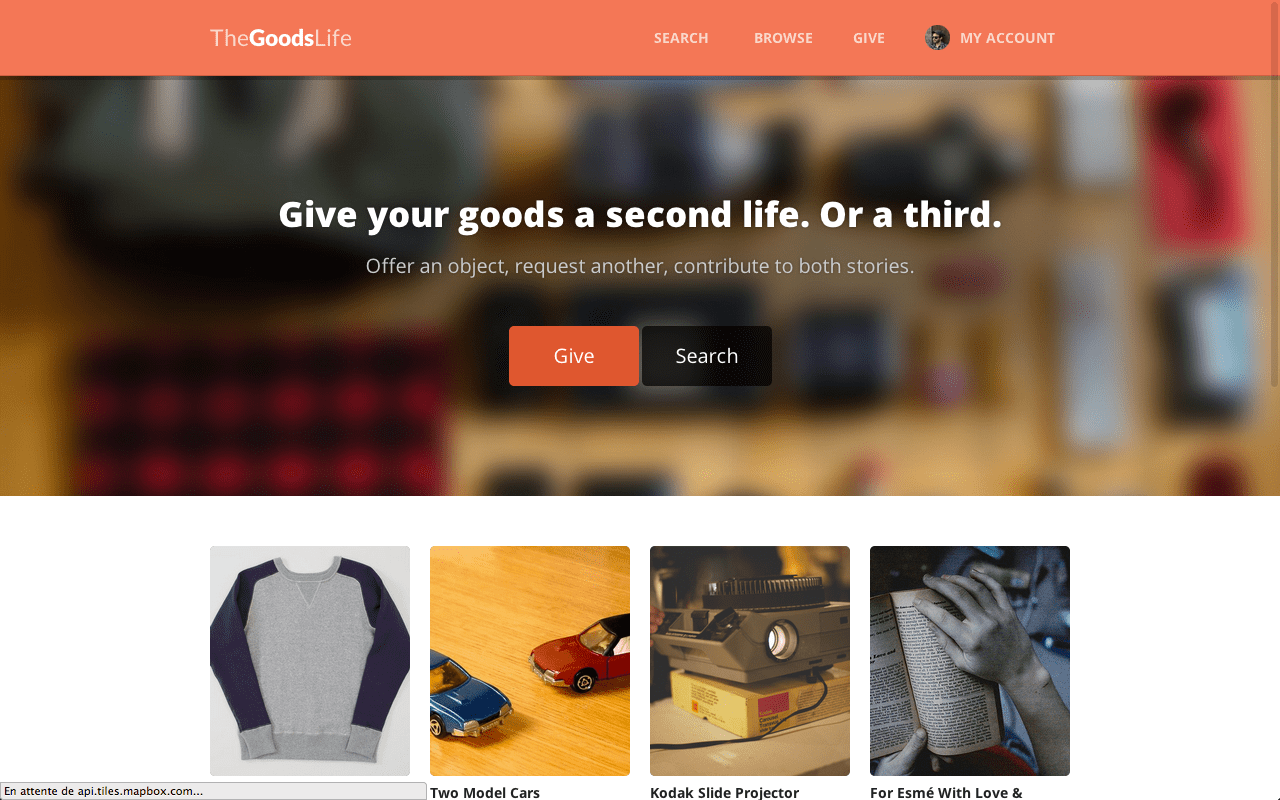 TheGoodsLife
SEARCH
BROWSE
GIVE
MY ACCOUNT
Give your goods a second life. Or a third.
Offer an object, request another, contribute to both stories.
Give
Search
En attente de api.tiles.mapbox.com...
Two Model Cars
Kodak Slide Projector
For Esmé With Love &